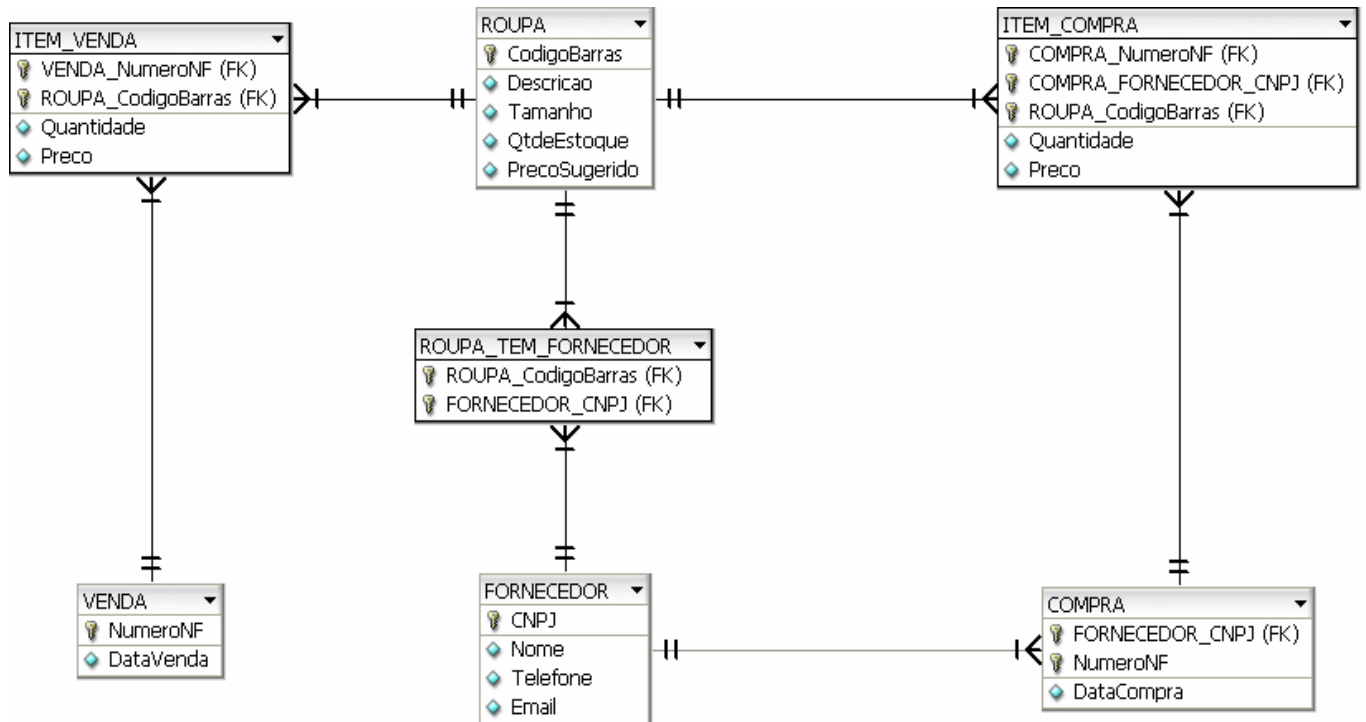 ITEM_VENDA
VENDA_NumeroNF (FK)
ROUPA_CodigoBarras (FK)
Quantidade
Preco
ROUPA
CodigoBarras
Descricao
Tamanho
QtdeEstoque
PrecoSugerido
ITEM_COMPRA
COMPRA_NumeroNF (FK)
COMPRA_FORNECEDOR_CNPJ (FK)
ROUPA_CodigoBarras (FK)
Quantidade
Preco
ROUPA_TEM_FORNECEDOR
ROUPA_CodigoBarras (FK)
FORNECEDOR_CNPJ (FK)
VENDA
NumeroNF
DataVenda
FORNECEDOR
CNPJ
Nome
Telefone
Email
COMPRA
FORNECEDOR_CNPJ (FK)
NumeroNF
DataCompra